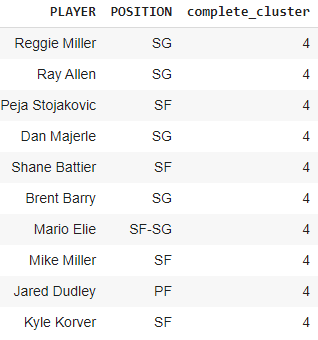 PLAYER POSITION complete_cluster
Reggie Miller SG 4
Ray Allen SG 4
Peja Stojakovic SF 4
Dan Majerle SG 4
Shane Battier SF 4
Brent Barry SG 4
Mario Elie SF-SG 4
Mike Miller SF 4
Jared Dudley PF 4
Kyle Korver SF 4